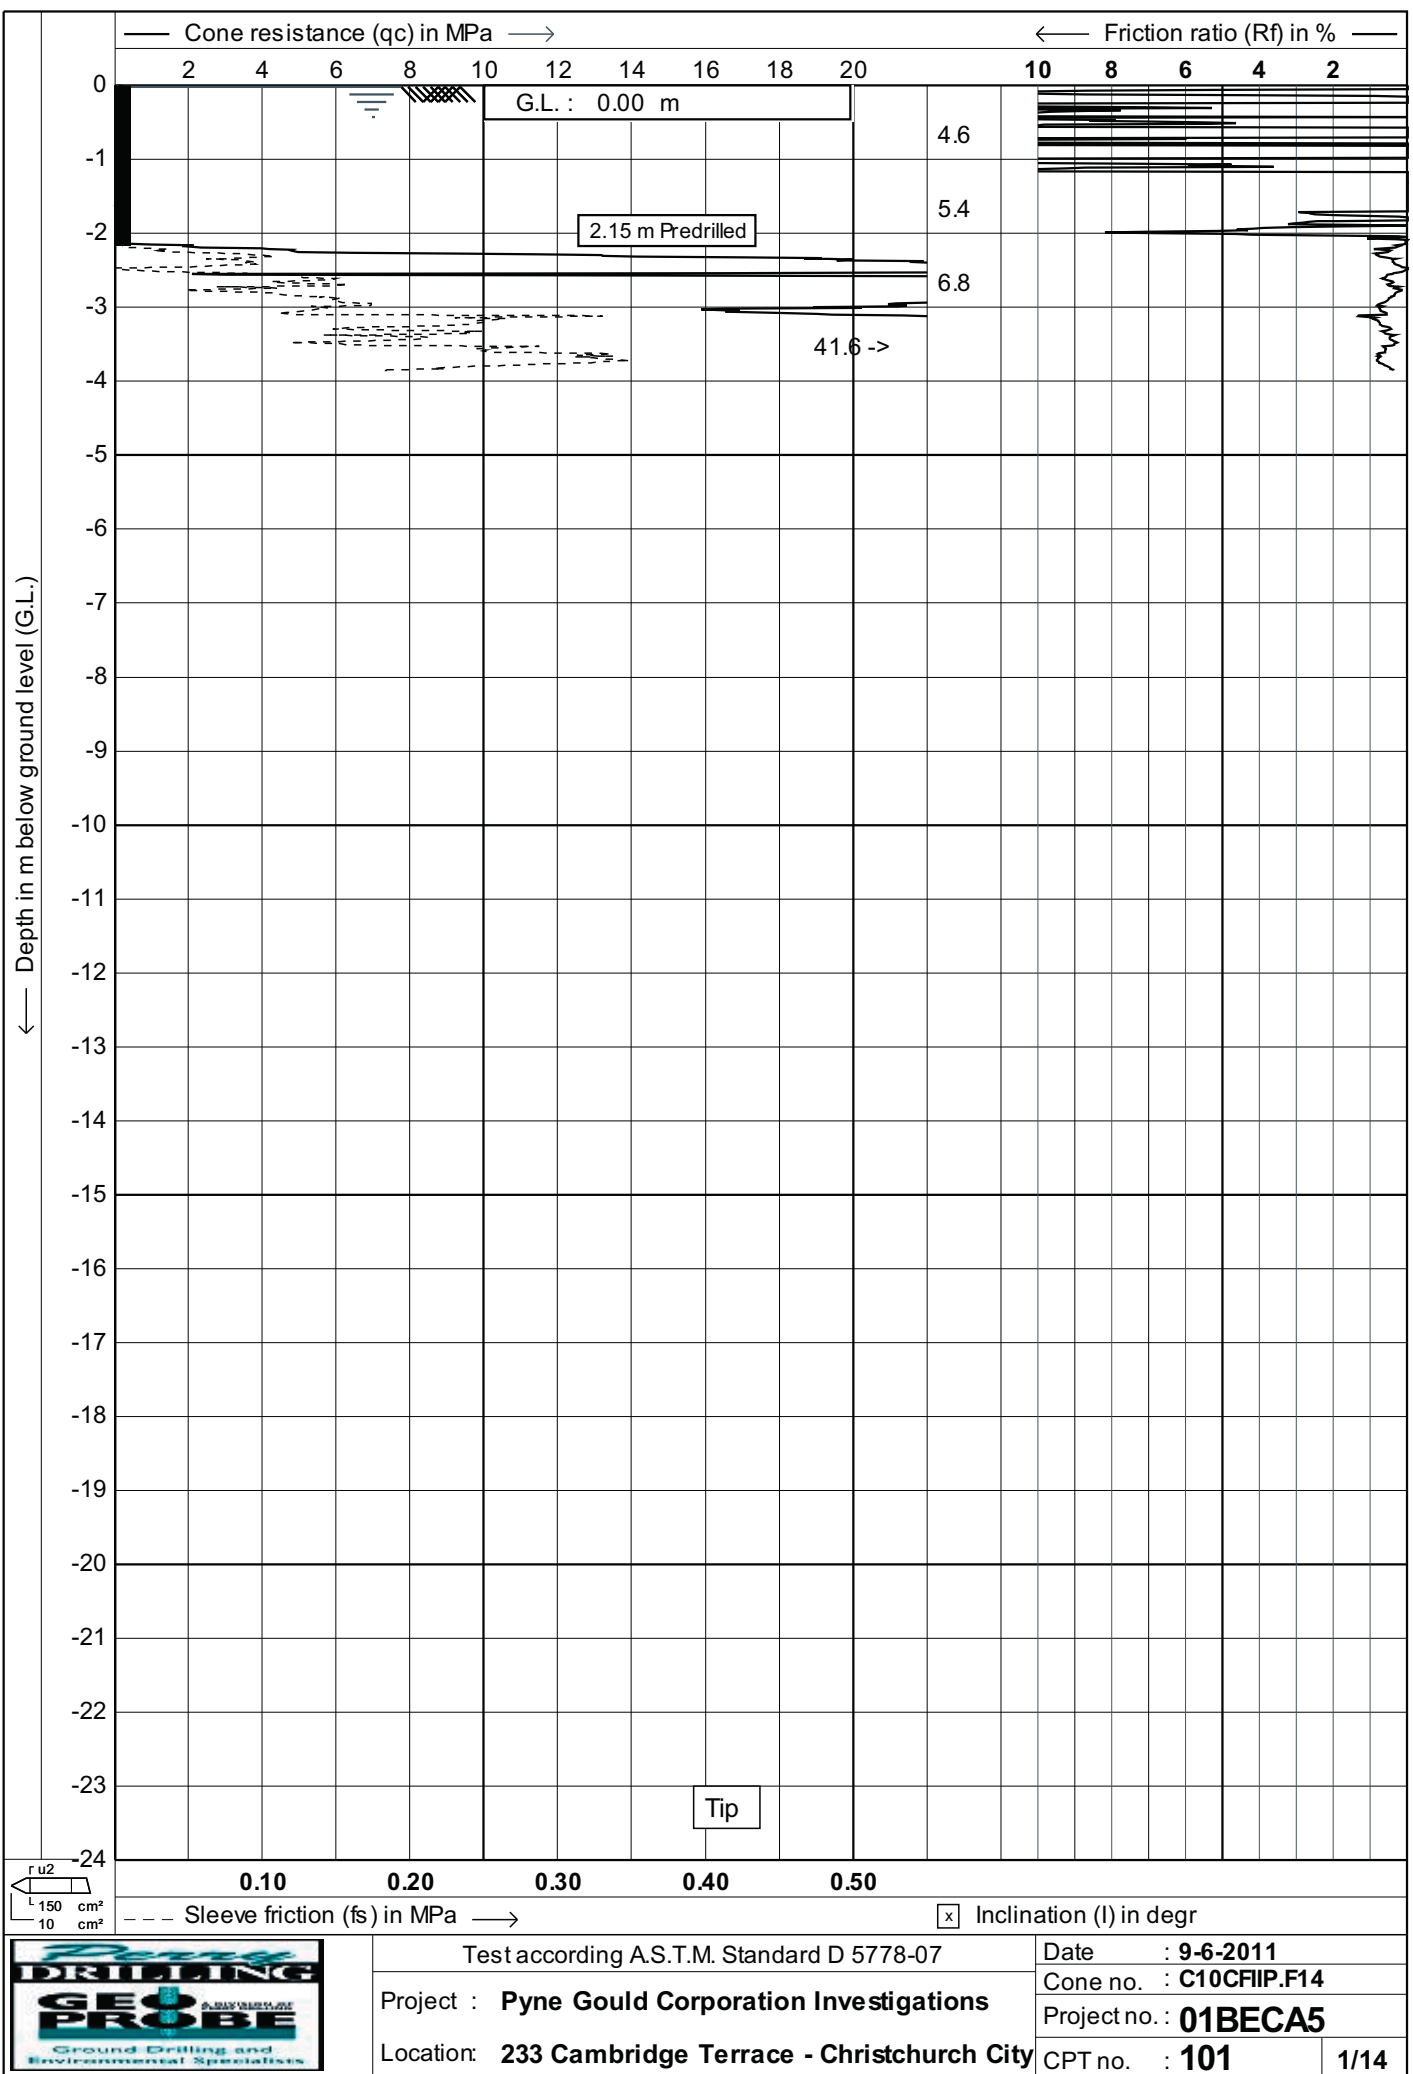 Cone resistance (qc) in MPa
Friction ratio (Rf) in %
2 4 6 8 10 12 14 16 18 20
10 8 6 4 2
0
G.L. : 0.00 m
4.6
-1
5.4
-2
2.15 m Predrilled
6.8
-3
41.6 ->
-4
-5
-6
-7
-8
-9
-10
-11
-12
-13
-14
-15
-16
-17
-18
-19
-20
-21
-22
-23
Tip
-24
Depth in m below ground level (G.L.)
0.10 0.20 0.30 0.40 0.50
r u2
150 cm²
10 cm²
Sleeve friction (fs) in MPa
x Inclination (I) in degr
Perry
DRILLING
GEO
A DIVISION OF
PERRY DRILLING
PROBE
Ground Drilling and
Environmental Specialists
Test according A.S.T.M. Standard D 5778-07
Project : Pyne Gould Corporation Investigations
Location: 233 Cambridge Terrace - Christchurch City
Date : 9-6-2011
Cone no. : C10CFIIP.F14
Project no. : 01BECA5
CPT no. : 101 1/14